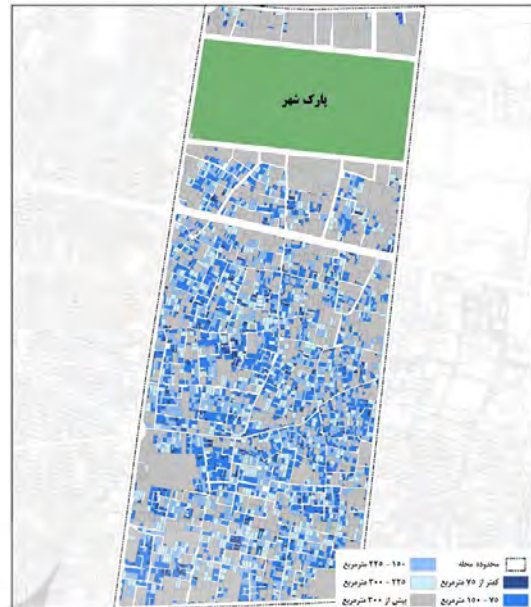 پارک شهر
محدوده محله
۱۵۰ - ۲۲۵ مترمربع
کمتر از ۷۵ مترمربع
۲۲۵ - ۳۰۰ مترمربع
۷۵ - ۱۵۰ مترمربع
بیش از ۳۰۰ مترمربع